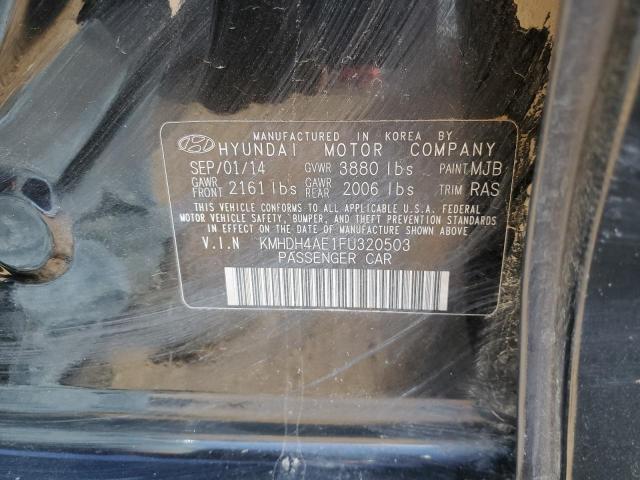 MANUFACTURED IN KOREA BY
HYUNDAI MOTOR COMPANY
SEP/01/14 GVWR 3880 lbs PAINT MJB
GAWR FRONT 2161 lbs GAWR REAR 2006 lbs TRIM RAS
THIS VEHICLE CONFORMS TO ALL APPLICABLE U.S.A. FEDERAL
MOTOR VEHICLE SAFETY, BUMPER, AND THEFT PREVENTION STANDARDS
IN EFFECT ON THE DATE OF MANUFACTURE SHOWN ABOVE.
V.I.N KMHDH4AE1FU320503
PASSENGER CAR